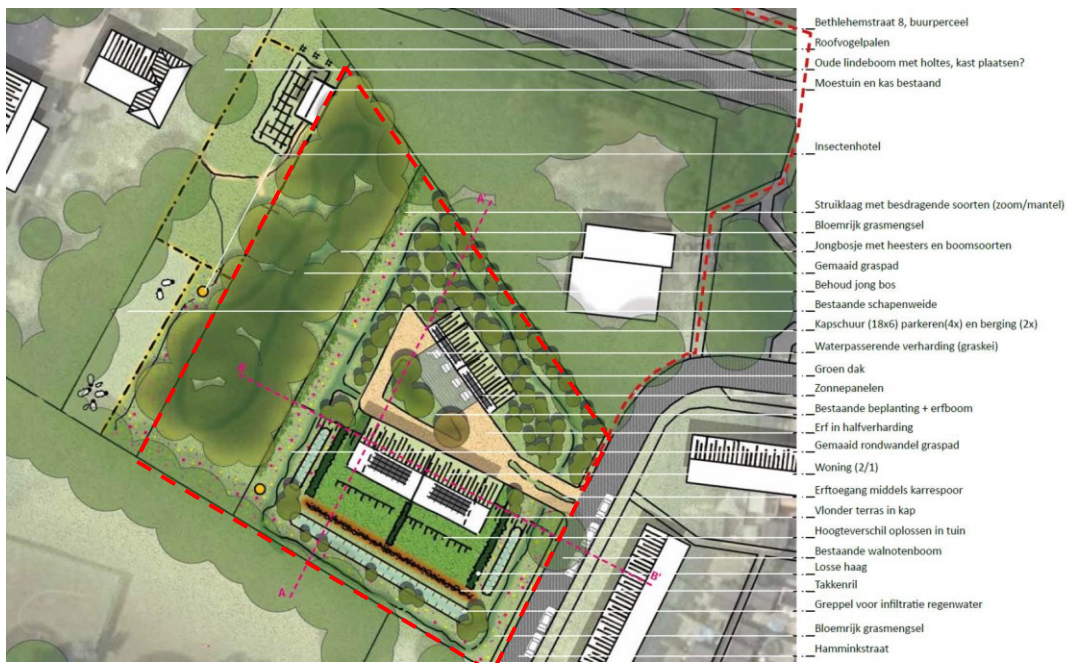 Bethlehemstraat 8, buurperceel
Roofvogelpalen
Oude lindeboom met holtes, kast plaatsen?
Moestuin en kas bestaand
Insectenhotel
Struiklaag met besdragende soorten (zoom/mantel)
Bloemrijk grasmengsel
Jongbosje met heesters en boomsoorten
Gemaaid graspad
Behoud jong bos
Bestaande schapenweide
Kapschuur (18x6) parkeren(4x) en berging (2x)
Waterpasserende verharding (graskei)
Groen dak
Zonnepanelen
Bestaande beplanting + erfboom
Erf in halfverharding
Gemaaid rondwandel graspad
Woning (2/1)
Erftoegang middels karrespoor
Vlonder terras in kap
Hoogteverschil oplossen in tuin
Bestaande walnotenboom
Losse haag
Takkenril
Greppel voor infiltratie regenwater
Bloemrijk grasmengsel
Hamminkstraat
A
B'
A